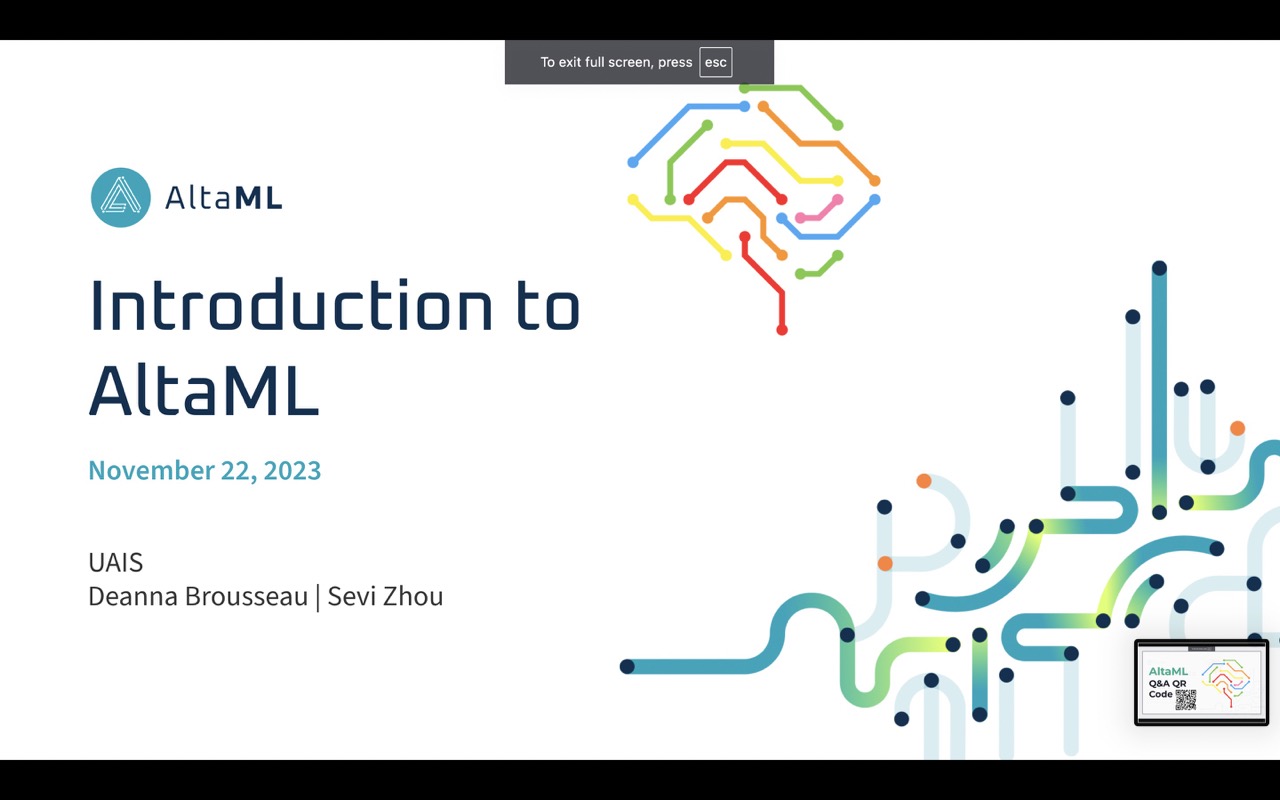 To exit full screen, press esc
AltaML
Introduction to
AltaML
November 22, 2023
UAIS
Deanna Brousseau | Sevi Zhou
AltaML
Q&A QR
Code